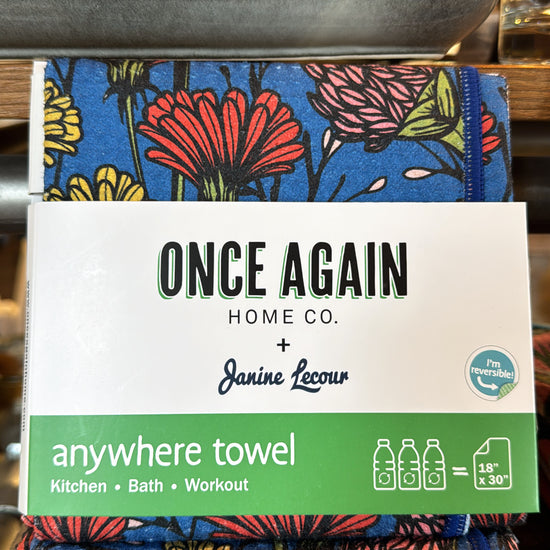 ONCE AGAIN
HOME CO.
+
Janine Lecour
I'm
reversible!
anywhere towel
Kitchen • Bath • Workout
=
18"
x 30"